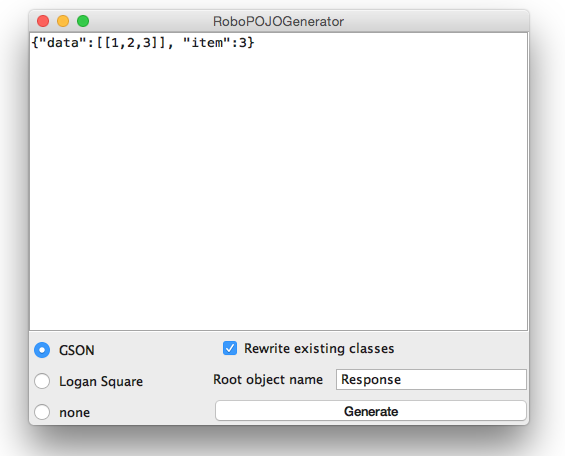 RoboPOJOGenerator
{"data":[[1,2,3]], "item":3}
GSON
Rewrite existing classes
Logan Square
Root object name Response
none
Generate